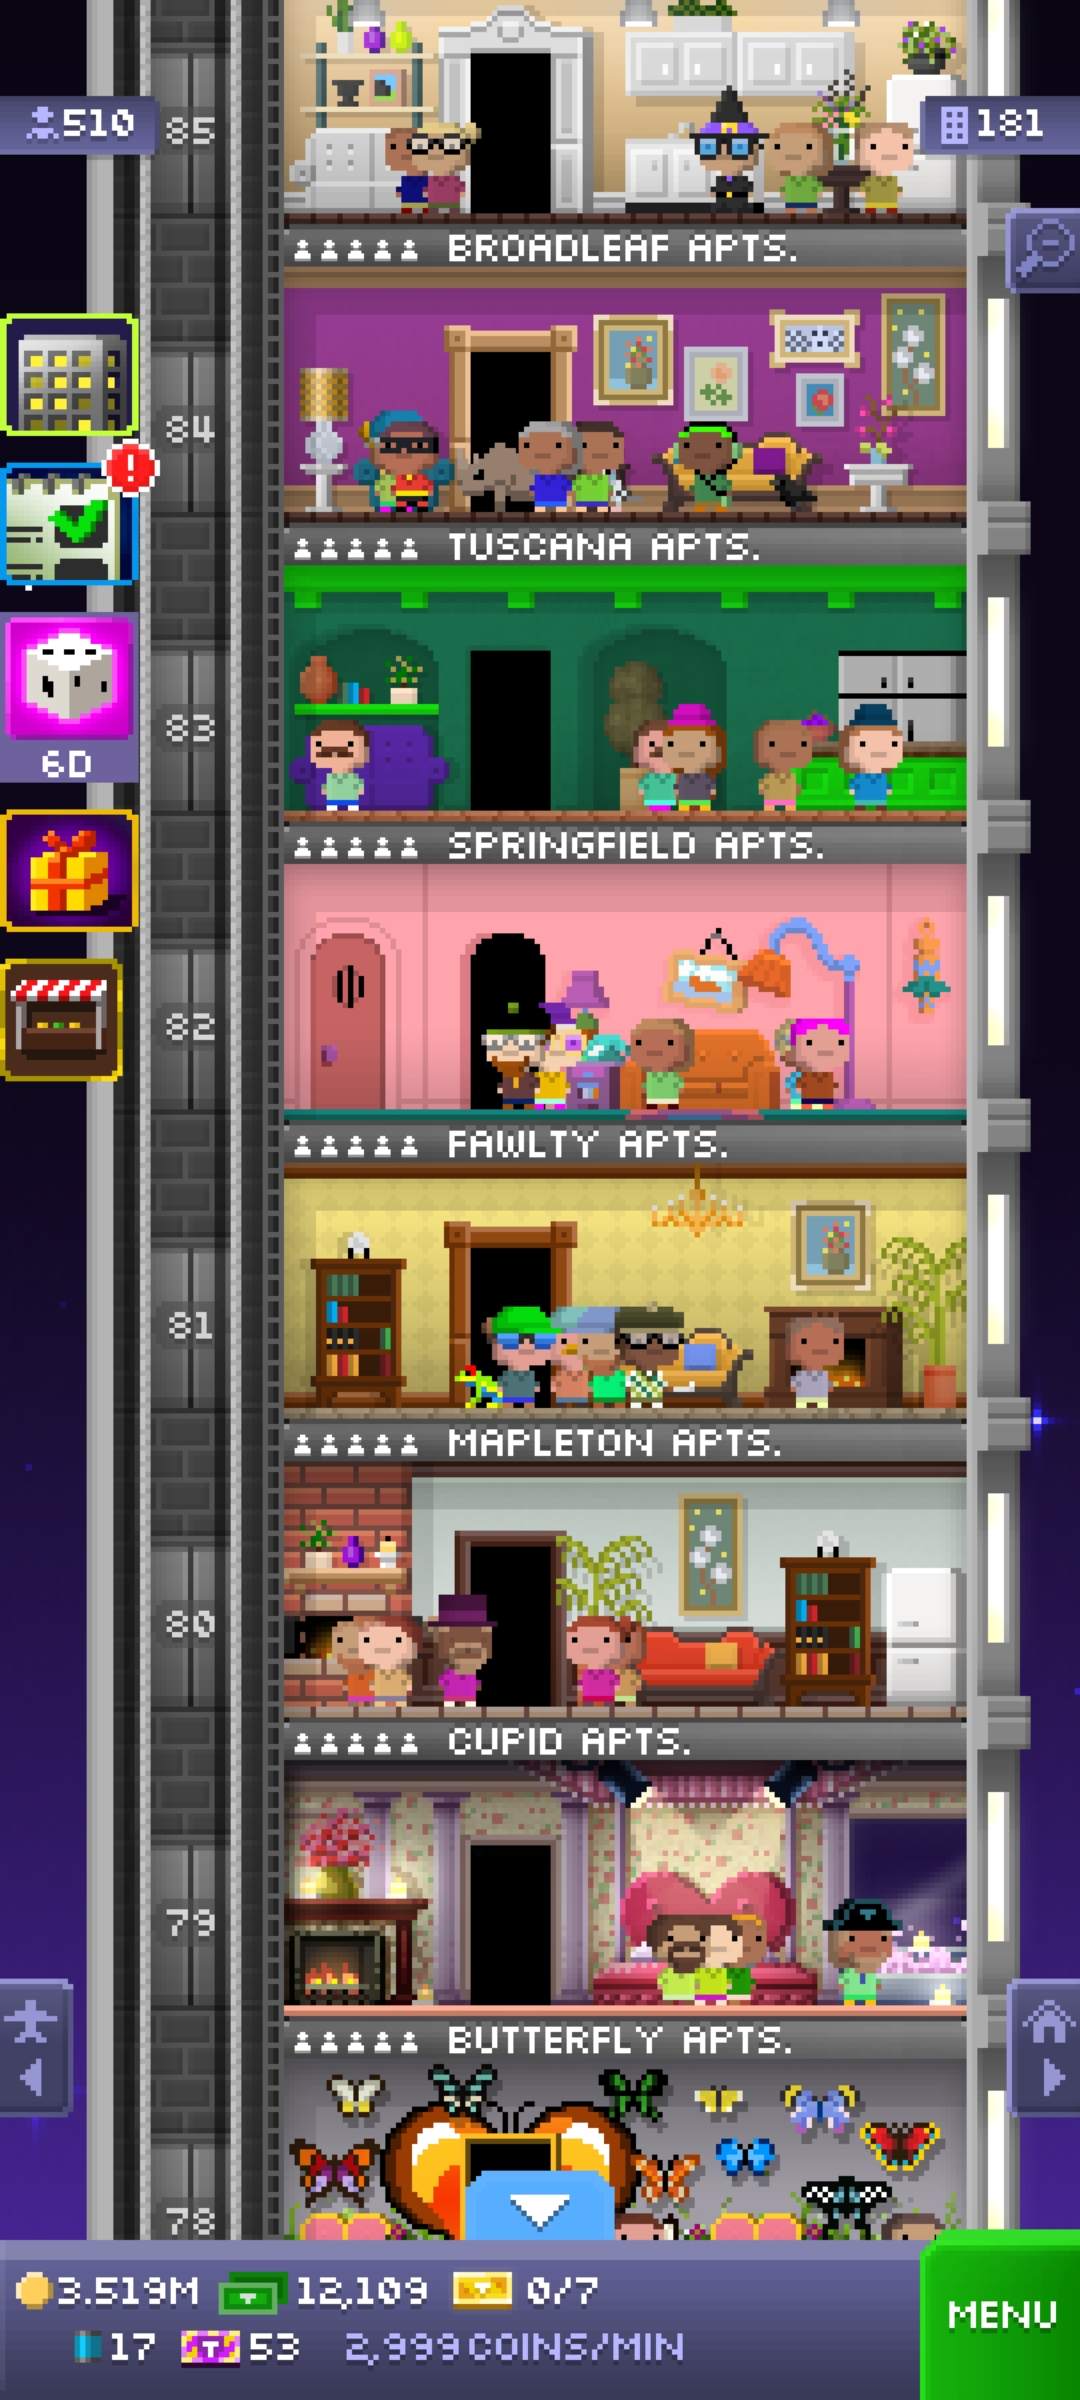 510
85
181
BROADLEAF APTS.
84
TUSCANA APTS.
83
6D
SPRINGFIELD APTS.
82
FAWLTY APTS.
81
MAPLETON APTS.
80
CUPID APTS.
79
BUTTERFLY APTS.
78
3.519M 12,109 0/7
MENU
17 T 53 2,999 COINS/MIN